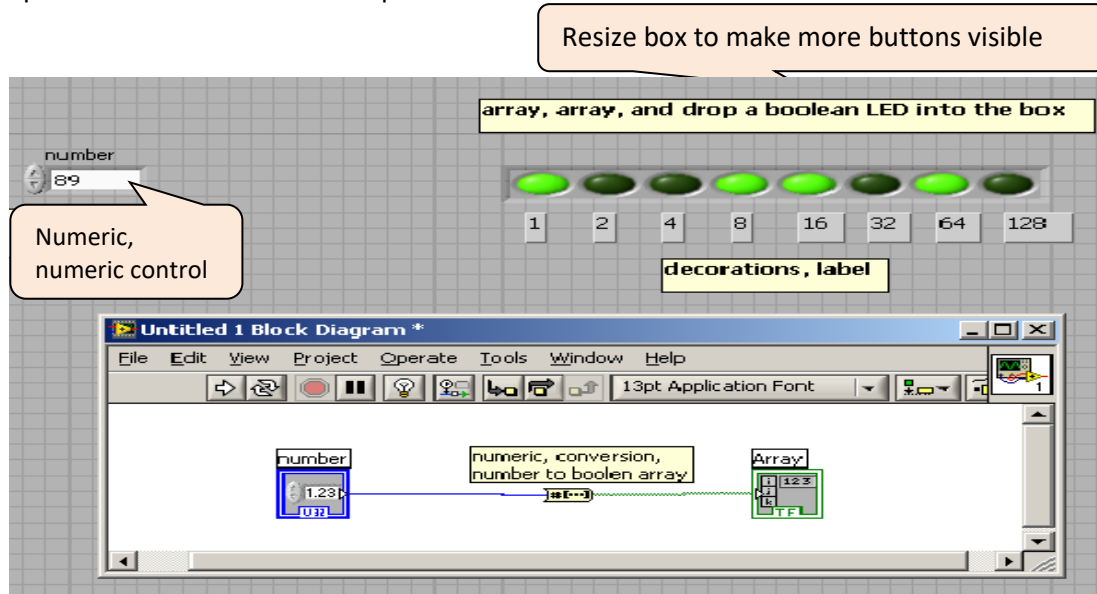 Resize box to make more buttons visible
array, array, and drop a boolean LED into the box
number
89
1 2 4 8 16 32 64 128
Numeric,
numeric control
decorations, label
Untitled 1 Block Diagram *
File Edit View Project Operate Tools Window Help
13pt Application Font
1
number
numeric, conversion,
number to boolen array
Array
1.23
U32
i 123
j
k
TF